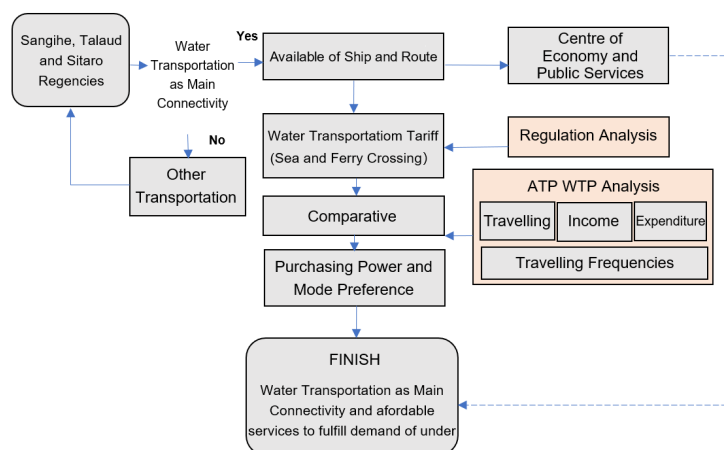 Sangihe, Talaud
and Sitaro
Regencies
Water
Transportation
as Main
Connectivity
Yes
No
Available of Ship and Route
Centre of
Economy and
Public Services
Other
Transportation
Water Transportatiom Tariff
(Sea and Ferry Crossing)
Regulation Analysis
ATP WTP Analysis
Travelling
Income
Expenditure
Travelling Frequencies
Comparative
Purchasing Power and
Mode Preference
FINISH
Water Transportation as Main
Connectivity and afordable
services to fulfill demand of under